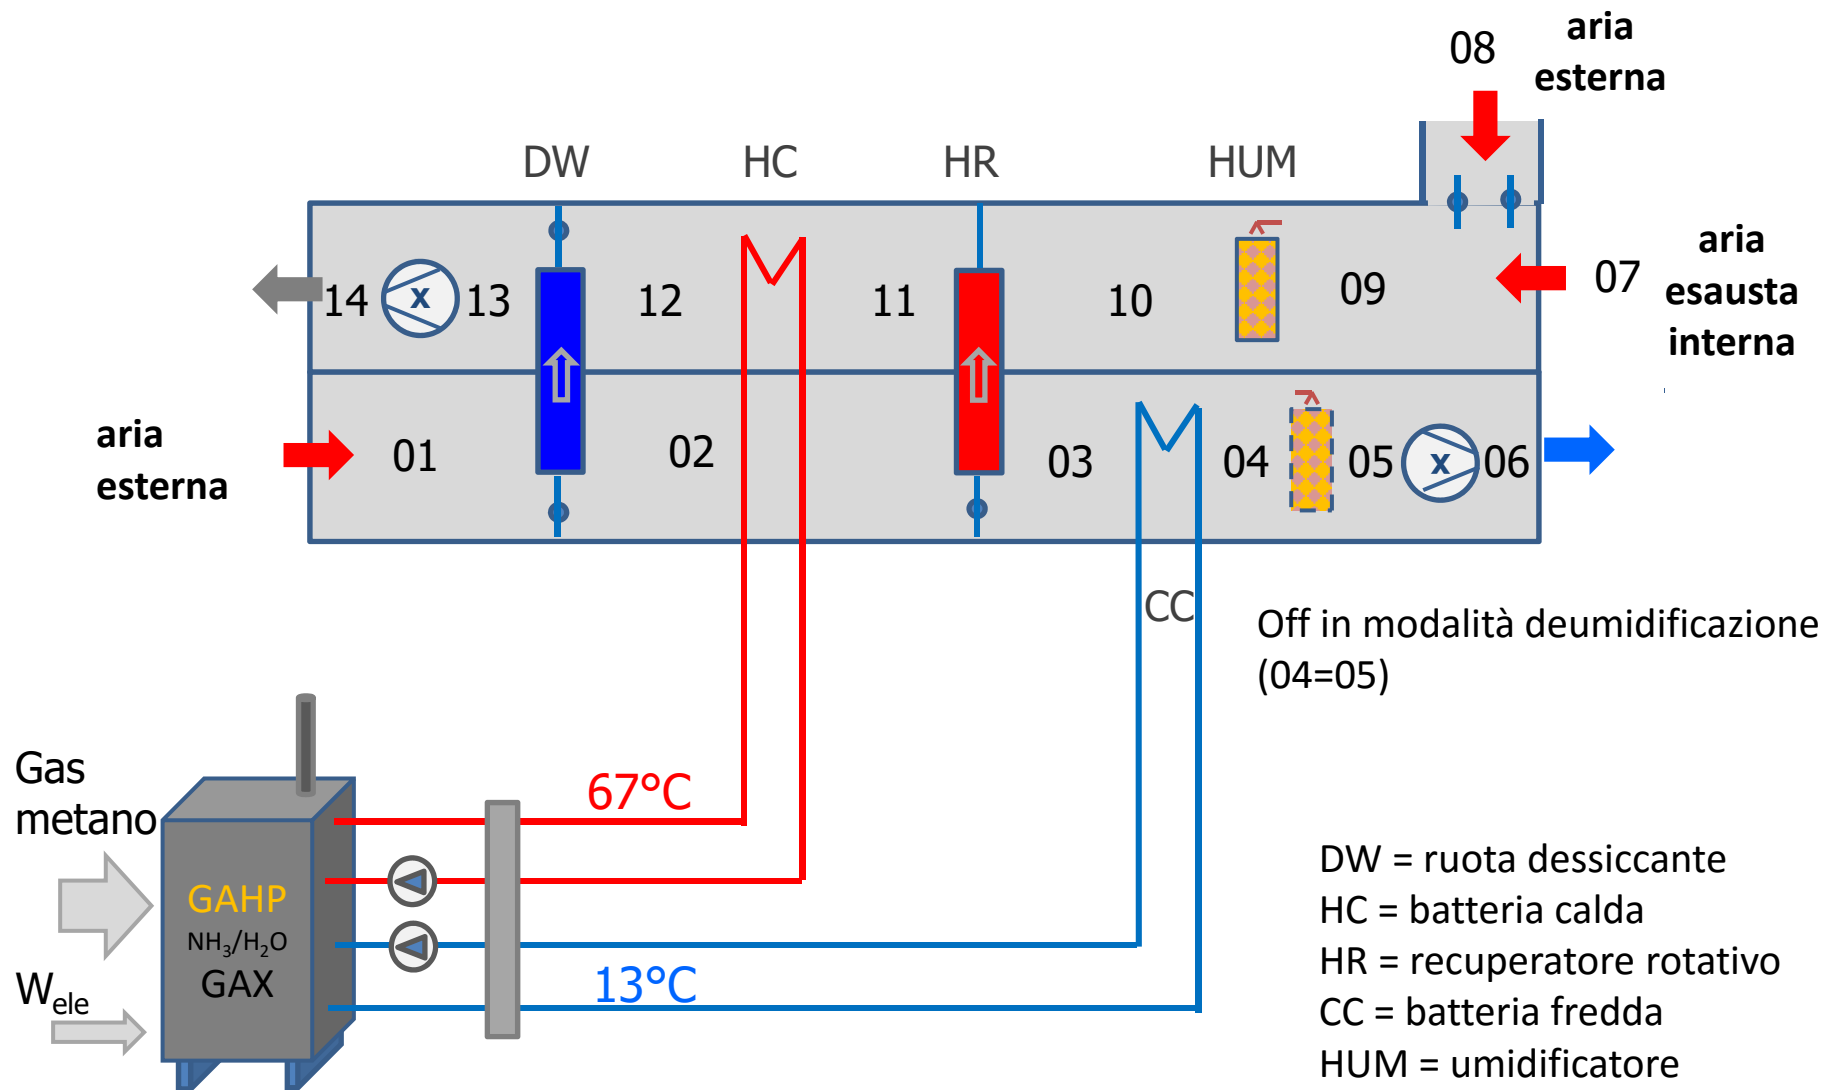 08
aria
esterna
DW
HC
HR
HUM
14
x
13
12
11
10
09
07
aria
esausta
interna
aria
esterna
01
02
03
04
05
x
06
CC
Off in modalità deumidificazione
(04=05)
Gas
metano
67°C
GAHP
NH₃/H₂O
GAX
W ele
13°C
DW = ruota dessiccante
HC = batteria calda
HR = recuperatore rotativo
CC = batteria fredda
HUM = umidificatore